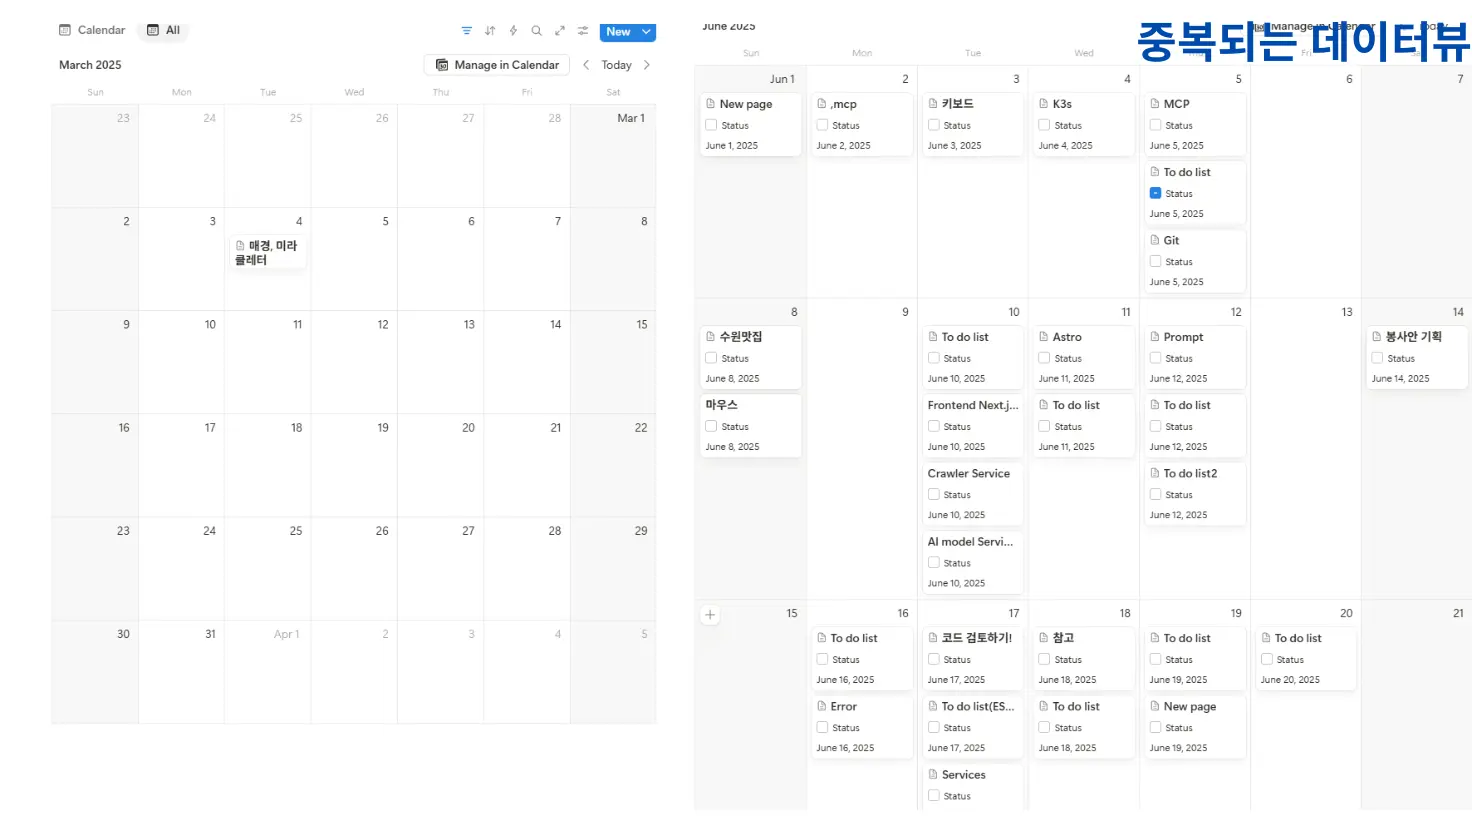 Calendar All
New
March 2025
Manage in Calendar
Today
Sun Mon Tue Wed Thu Fri Sat
23 24 25 26 27 28 Mar 1
2 3 4 5 6 7 8
매경, 미라
클레터
9 10 11 12 13 14 15
16 17 18 19 20 21 22
23 24 25 26 27 28 29
30 31 Apr 1 2 3 4 5
중복되는 데이터뷰
June 2025
Manage in Calendar
Sun Mon Tue Wed Fri
Jun 1 2 3 4 5 6 7
New page
Status
June 1, 2025
,mcp
Status
June 2, 2025
키보드
Status
June 3, 2025
K3s
Status
June 4, 2025
MCP
Status
June 5, 2025
To do list
Status
June 5, 2025
Git
Status
June 5, 2025
8 9 10 11 12 13 14
수원맛집
Status
June 8, 2025
마우스
Status
June 8, 2025
To do list
Status
June 10, 2025
Frontend Next.j...
Status
June 10, 2025
Crawler Service
Status
June 10, 2025
AI model Servi...
Status
June 10, 2025
Astro
Status
June 11, 2025
To do list
Status
June 11, 2025
Prompt
Status
June 12, 2025
To do list
Status
June 12, 2025
To do list2
Status
June 12, 2025
봉사안 기획
Status
June 14, 2025
15 16 17 18 19 20 21
To do list
Status
June 16, 2025
Error
Status
June 16, 2025
코드 검토하기!
Status
June 17, 2025
To do list(ES...
Status
June 17, 2025
Services
Status
참고
Status
June 18, 2025
To do list
Status
June 18, 2025
To do list
Status
June 19, 2025
New page
Status
June 19, 2025
To do list
Status
June 20, 2025